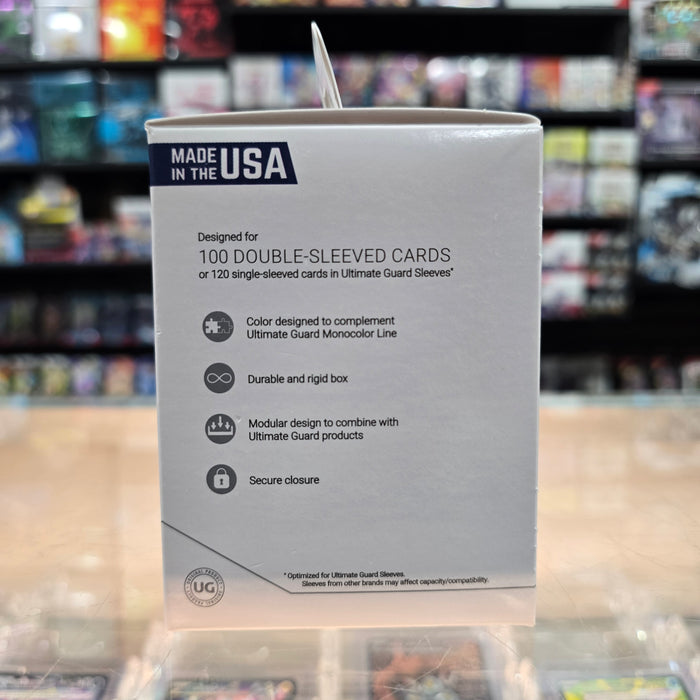 MADE
IN THE USA
Designed for
100 DOUBLE-SLEEVED CARDS
or 120 single-sleeved cards in Ultimate Guard Sleeves*
Color designed to complement
Ultimate Guard Monocolor Line
Durable and rigid box
Modular design to combine with
Ultimate Guard products
Secure closure
* Optimized for Ultimate Guard Sleeves.
Sleeves from other brands may affect capacity/compatibility.
UG